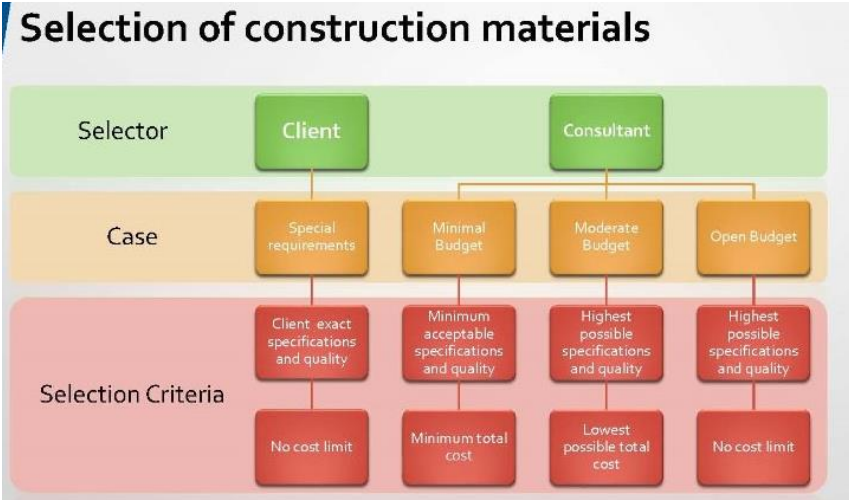 Selection of construction materials
Selector
Client
Consultant
Case
Special
requirements
Minimal
Budget
Moderate
Budget
Open Budget
Selection Criteria
Client exact
specifications
and quality
Minimum
acceptable
specifications
and quality
Highest
possible
specifications
and quality
Highest
possible
specifications
and quality
No cost limit
Minimum total
cost
Lowest
possible total
cost
No cost limit